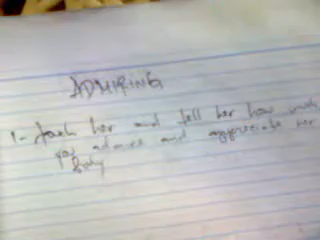 ADMIRING
1- touch her and tell her how much
you admire and appreciate her
Body